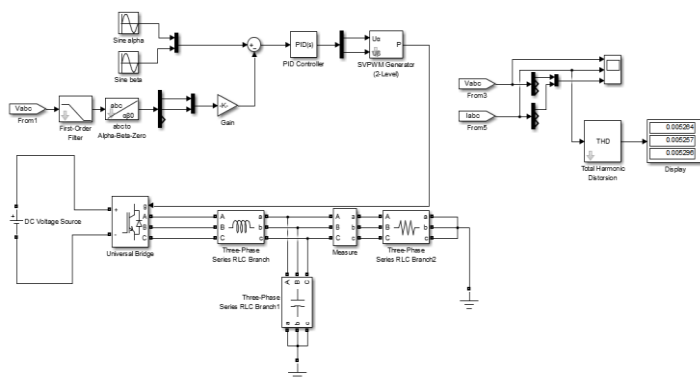 Sine alpha
Sine beta
PID(s)
PID Controller
Uα
P
SVPWM Generator
(2-Level)
Vabc
From1
First-Order
Filter
abc
αβ0
abc to
Alpha-Beta-Zero
-K-
Gain
Vabc
From3
Iabc
From5
THD
Total Harmonic
Distorsion
0.005264
0.005257
0.005296
Display
DC Voltage Source
g
+
A
B
-
C
Universal Bridge
A a
B b
C c
Three-Phase
Series RLC Branch
A a
B b
C c
Measure
A a
B b
C c
Three-Phase
Series RLC Branch2
A B C
Three-Phase
Series RLC Branch1
a b c